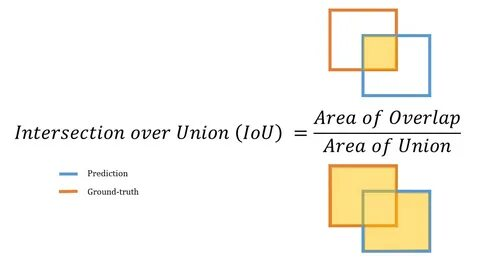 Intersection over Union (IoU) = Area of Overlap / Area of Union
Prediction
Ground-truth